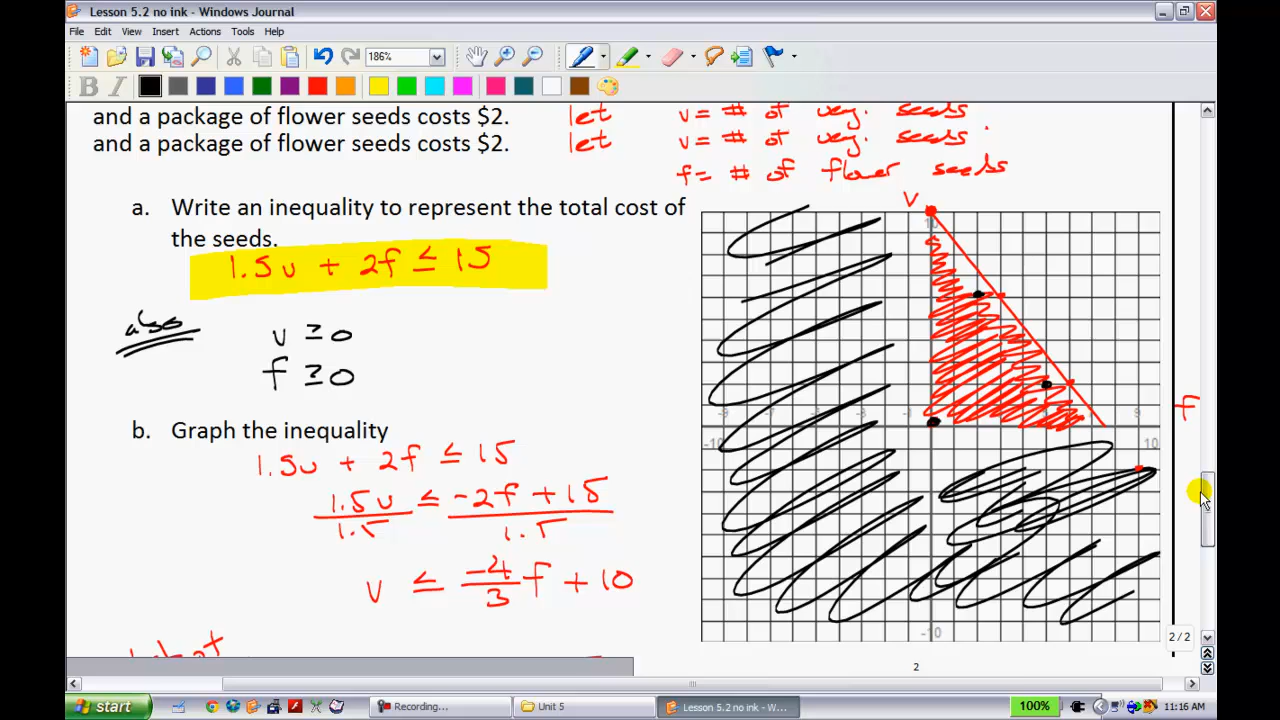 Lesson 5.2 no ink - Windows Journal
File Edit View Insert Actions Tools Help
186%
B I
and a package of flower seeds costs $2. let v = # of veg. seeds
and a package of flower seeds costs $2. let v = # of veg. seeds
f = # of flower seeds
a. Write an inequality to represent the total cost of
the seeds.
1.5v + 2f ≤ 15
also
v ≥ 0
f ≥ 0
b. Graph the inequality
1.5v + 2f ≤ 15
1.5v ≤ -2f + 15
1.5 1.5
v ≤ -4/3 f + 10
v
10
f
9
-10
10
-10
2 / 2
2
start
Recording...
Unit 5
Lesson 5.2 no ink - W...
100%
11:16 AM